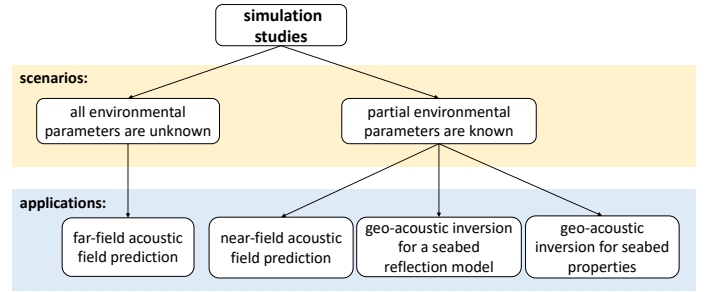 simulation
studies
scenarios:
all environmental
parameters are unknown
partial environmental
parameters are known
applications:
far-field acoustic
field prediction
near-field acoustic
field prediction
geo-acoustic inversion
for a seabed
reflection model
geo-acoustic
inversion for seabed
properties